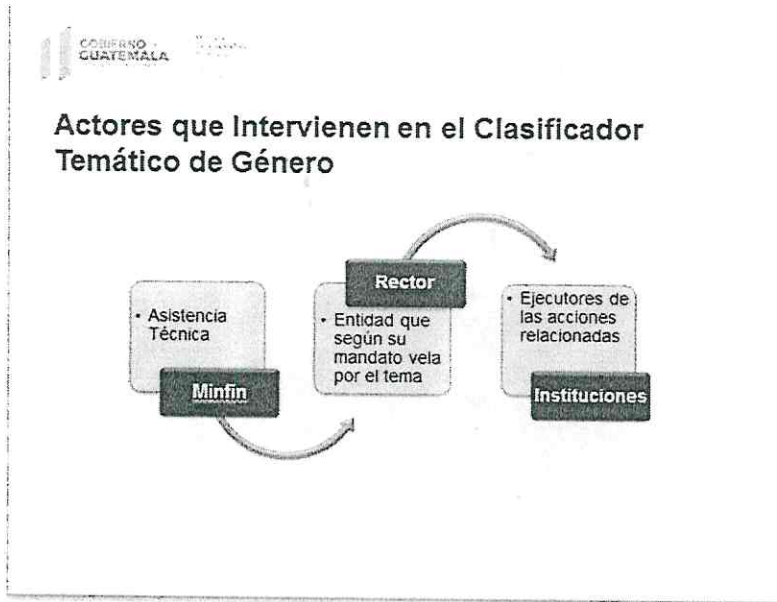 GOBIERNO
GUATEMALA
Actores que Intervienen en el Clasificador
Temático de Género
• Asistencia
Técnica
Minfin
Rector
• Entidad que
según su
mandato vela
por el tema
• Ejecutores de
las acciones
relacionadas
Instituciones